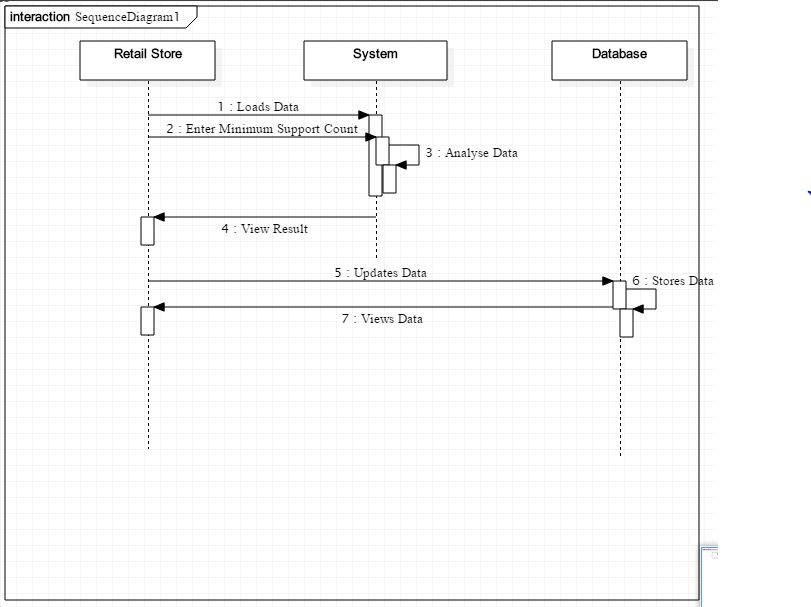 interaction SequenceDiagram1
Retail Store
System
Database
1 : Loads Data
2 : Enter Minimum Support Count
3 : Analyse Data
4 : View Result
5 : Updates Data
6 : Stores Data
7 : Views Data